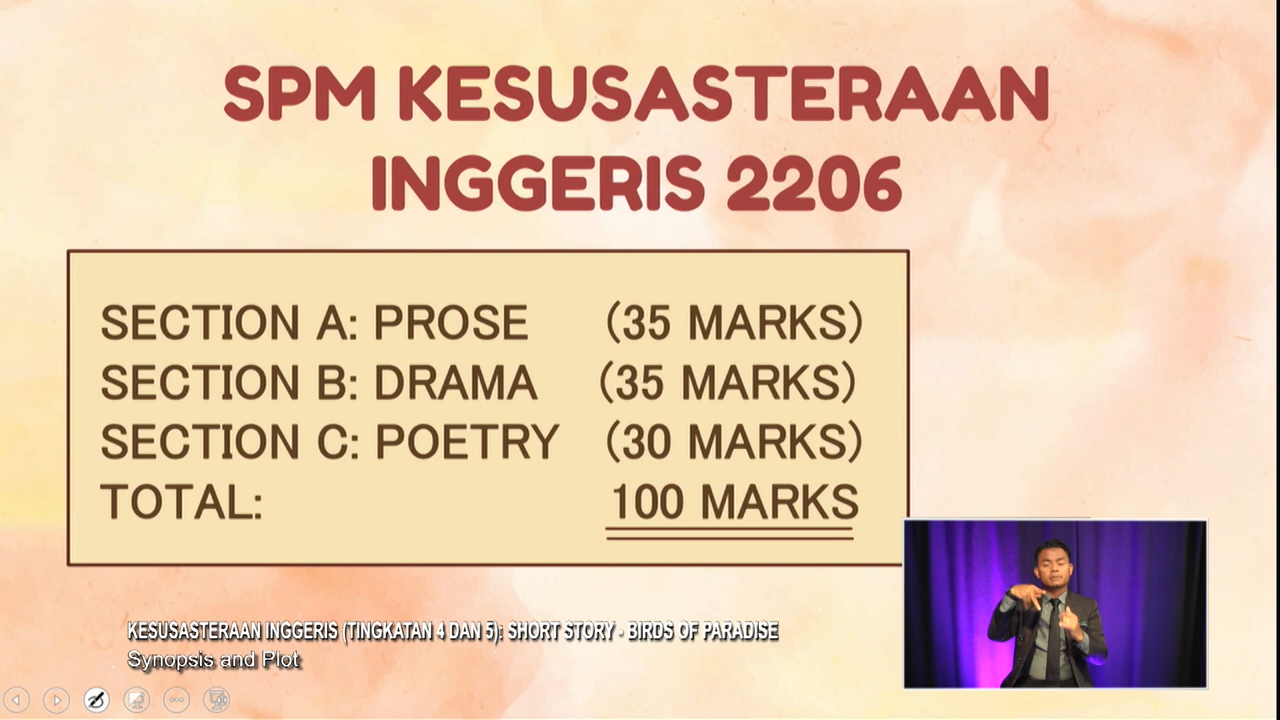 SPM KESUSASTERAAN
INGGERIS 2206
SECTION A: PROSE (35 MARKS)
SECTION B: DRAMA (35 MARKS)
SECTION C: POETRY (30 MARKS)
TOTAL: 100 MARKS
KESUSASTERAAN INGGERIS (TINGKATAN 4 DAN 5): SHORT STORY - BIRDS OF PARADISE
Synopsis and Plot